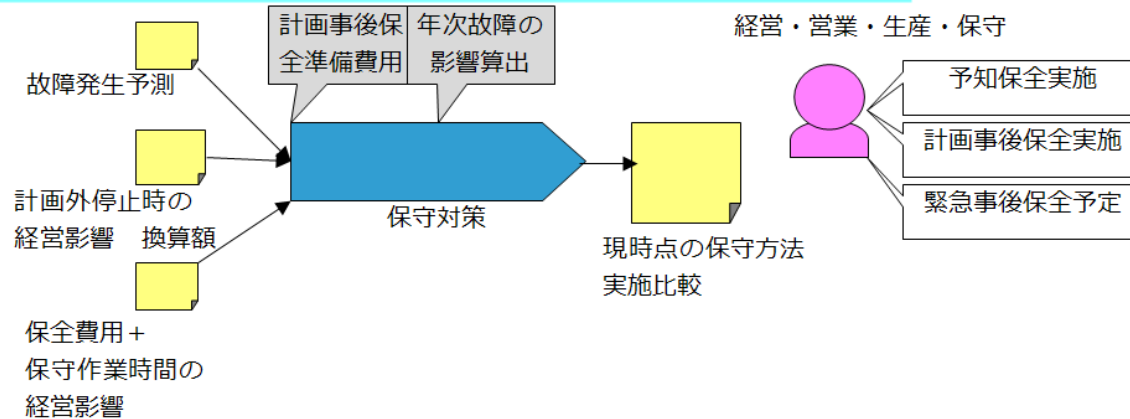 計画事後保
全準備費用
年次故障の
影響算出
経営・営業・生産・保守
故障発生予測
予知保全実施
計画事後保全実施
緊急事後保全予定
計画外停止時の
経営影響　換算額
保守対策
現時点の保守方法
実施比較
保全費用＋
保守作業時間の
経営影響